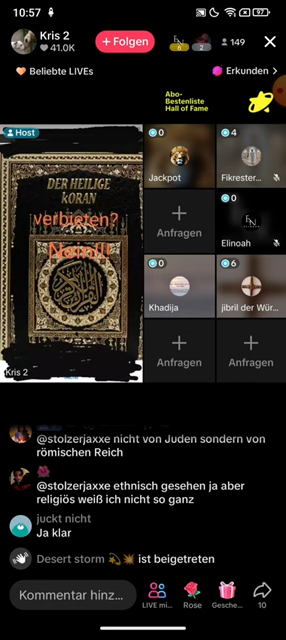 10:57
97
Kris 2
41.0K
+ Folgen
6
2
149
Beliebte LIVEs
Erkunden >
Abo-
Bestenliste
Hall of Fame
Host
DER HEILIGE
KORAN
verbieten?
Nein!!!
Kris 2
0
Jackpot
4
Fikrester...
Anfragen
0
Elinoah
0
Khadija
6
jibril der Wür...
Anfragen
Anfragen
@stolzerjaxxe nicht von Juden sondern von
römischen Reich
@stolzerjaxxe ethnisch gesehen ja aber
religiös weiß ich nicht so ganz
juckt nicht
Ja klar
Desert storm 💫💥 ist beigetreten
Kommentar hinz...
LIVE mi...
Rose
Gesche...
10